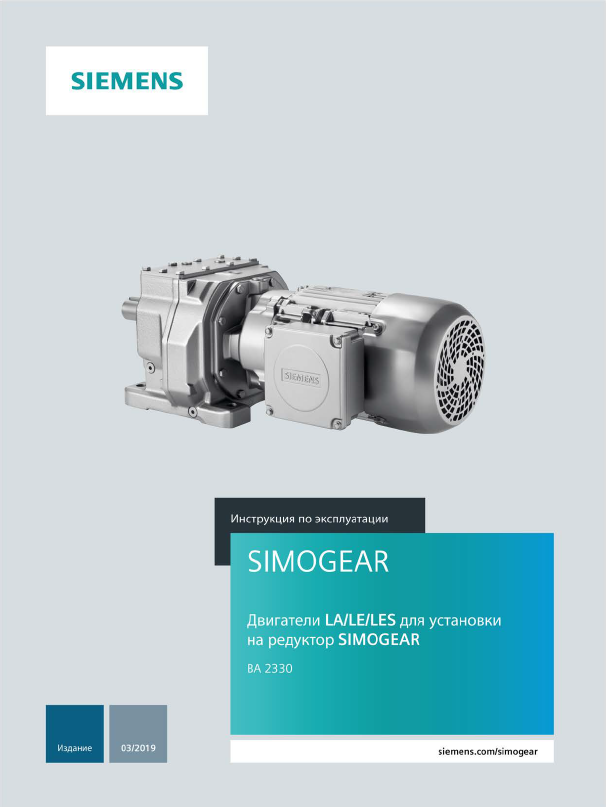 SIEMENS
SIEMENS
Инструкция по эксплуатации
SIMOGEAR
Двигатели LA/LE/LES для установки
на редуктор SIMOGEAR
BA 2330
Издание
03/2019
siemens.com/simogear